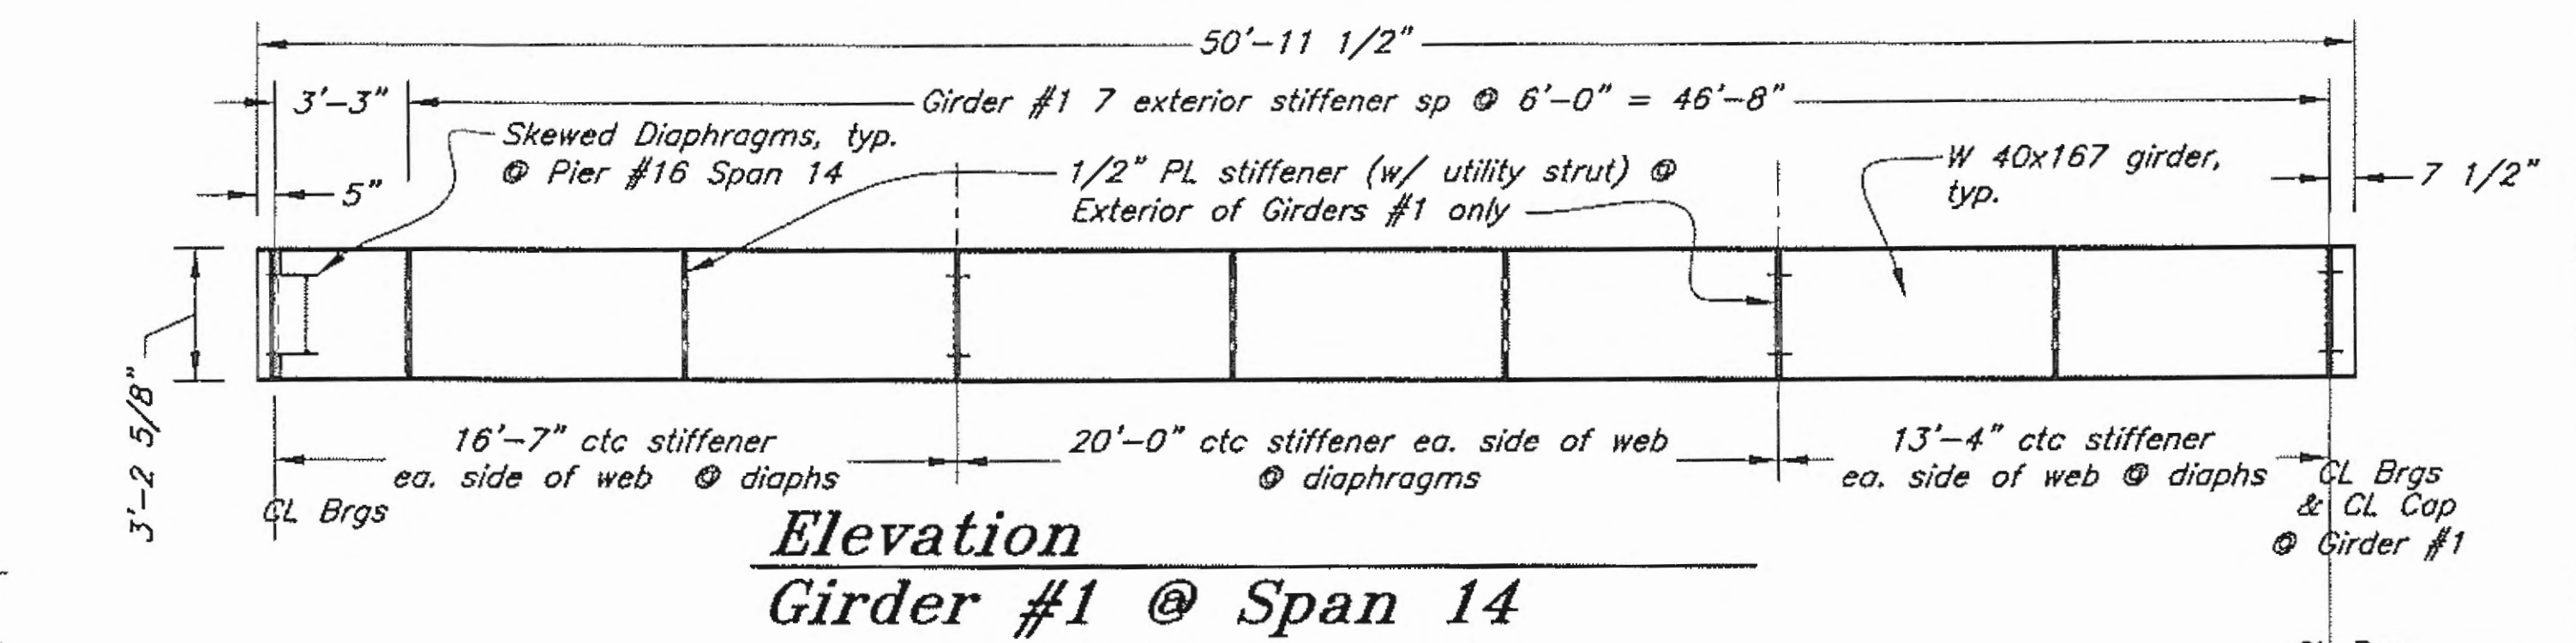 50'-11 1/2"
3'-3"
Girder #1 7 exterior stiffener sp @ 6'-0" = 46'-8"
Skewed Diaphragms, typ.
@ Pier #16 Span 14
5"
1/2" PL stiffener (w/ utility strut) @
Exterior of Girders #1 only
W 40x167 girder,
typ.
7 1/2"
3'-2 5/8"
16'-7" ctc stiffener
ea. side of web @ diaphs
20'-0" ctc stiffener ea. side of web
@ diaphragms
13'-4" ctc stiffener
ea. side of web @ diaphs
CL Brgs
CL Brgs
& CL Cap
@ Girder #1
Elevation
Girder #1 @ Span 14